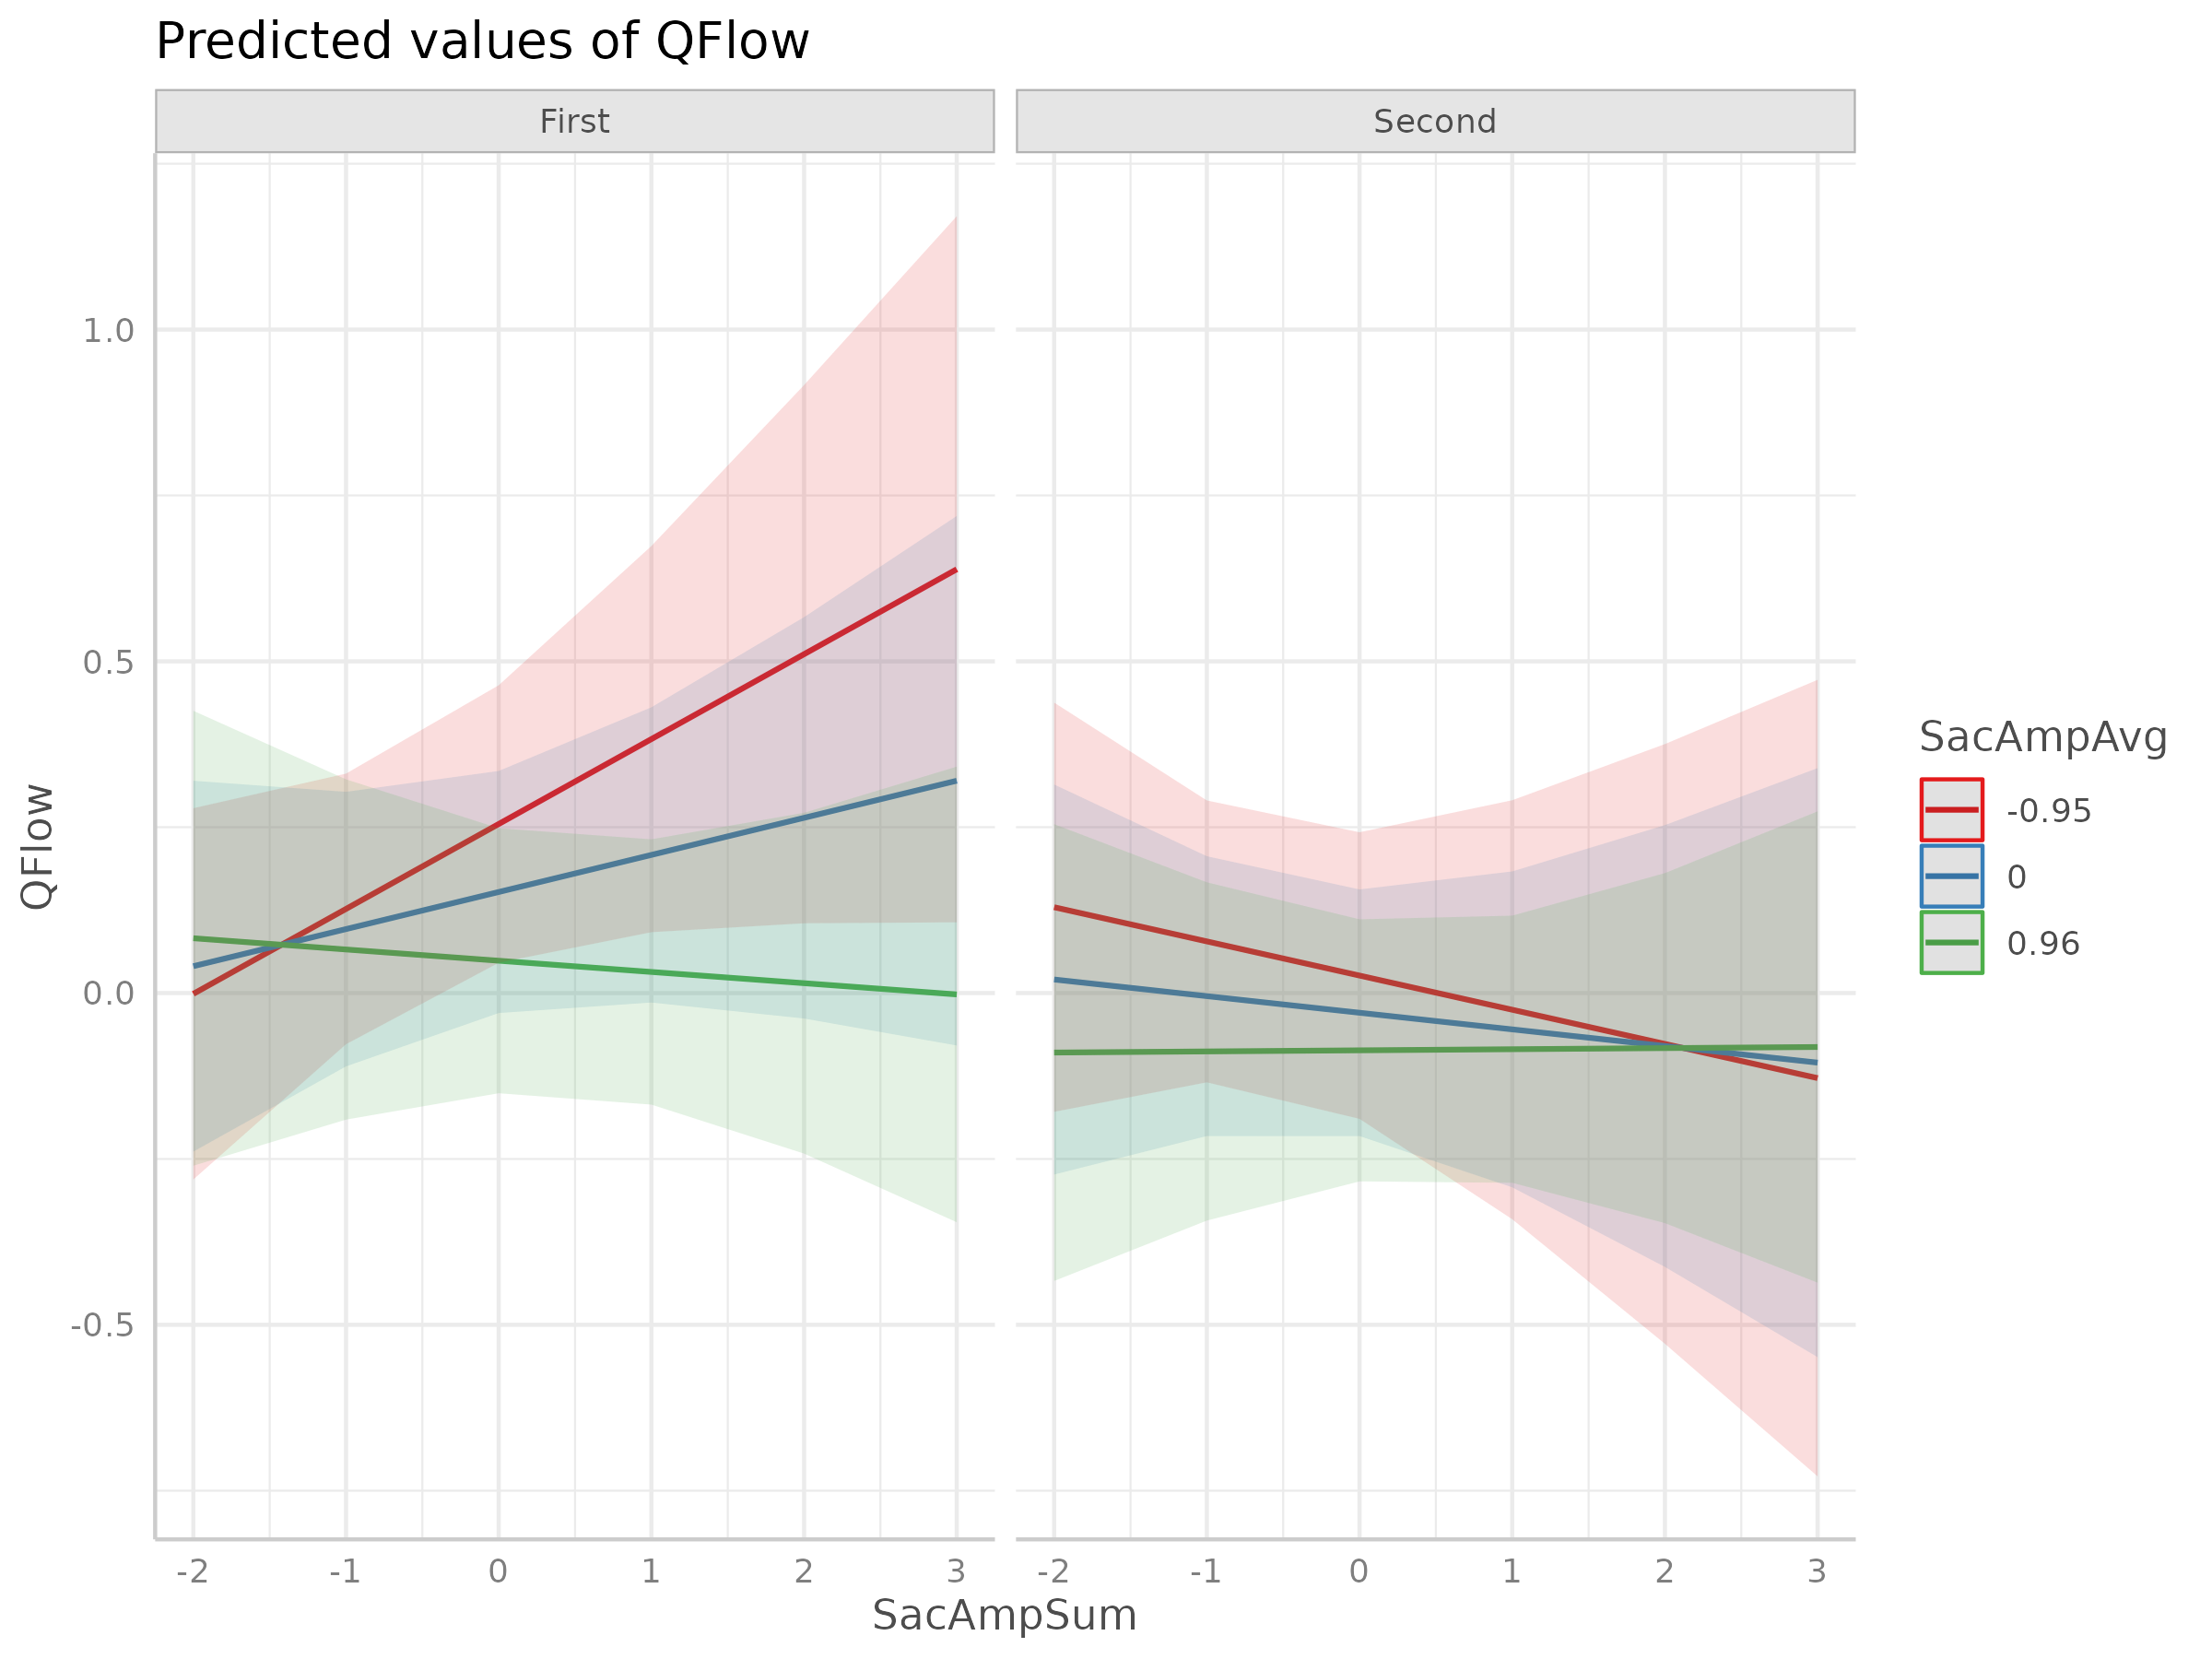 Predicted values of QFlow
First
Second
QFlow
1.0
0.5
0.0
-0.5
-2 -1 0 1 2 3
-2 -1 0 1 2 3
SacAmpSum
SacAmpAvg
-0.95
0
0.96